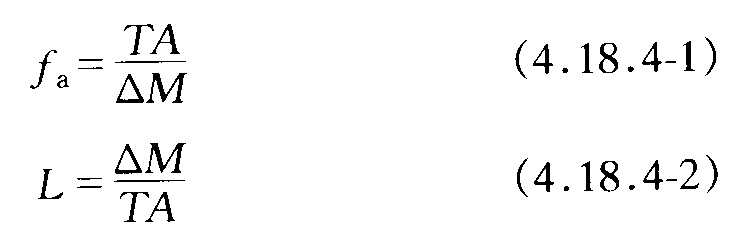 f_a = TA / ΔM (4.18.4-1)
L = ΔM / TA (4.18.4-2)